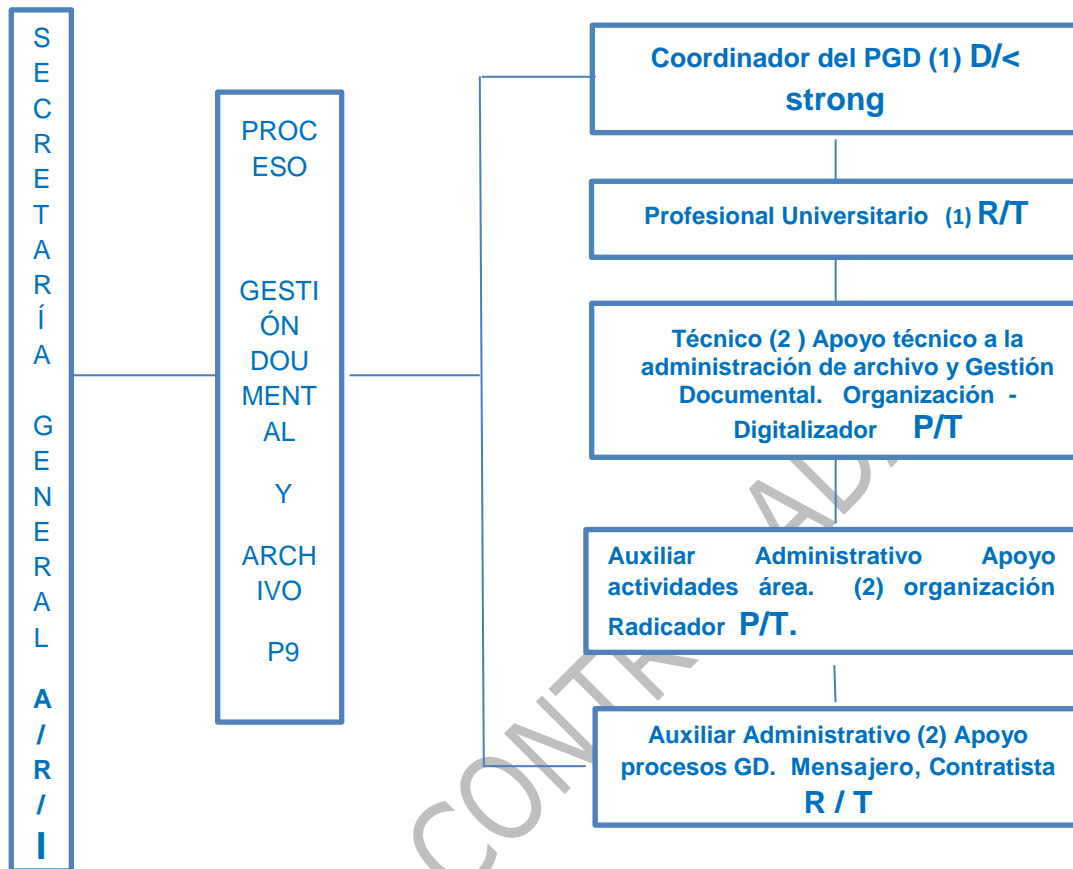 S
E
C
R
E
T
A
R
Í
A
G
E
N
E
R
A
L
A
/
R
/
I
PROC
ESO
GESTI
ÓN
DOU
MENT
AL
Y
ARCH
IVO
P9
Coordinador del PGD (1) D/<
strong
Profesional Universitario (1) R/T
Técnico (2 ) Apoyo técnico a la
administración de archivo y Gestión
Documental. Organización -
Digitalizador P/T
Auxiliar Administrativo Apoyo
actividades área. (2) organización
Radicador P/T.
Auxiliar Administrativo (2) Apoyo
procesos GD. Mensajero, Contratista
R / T